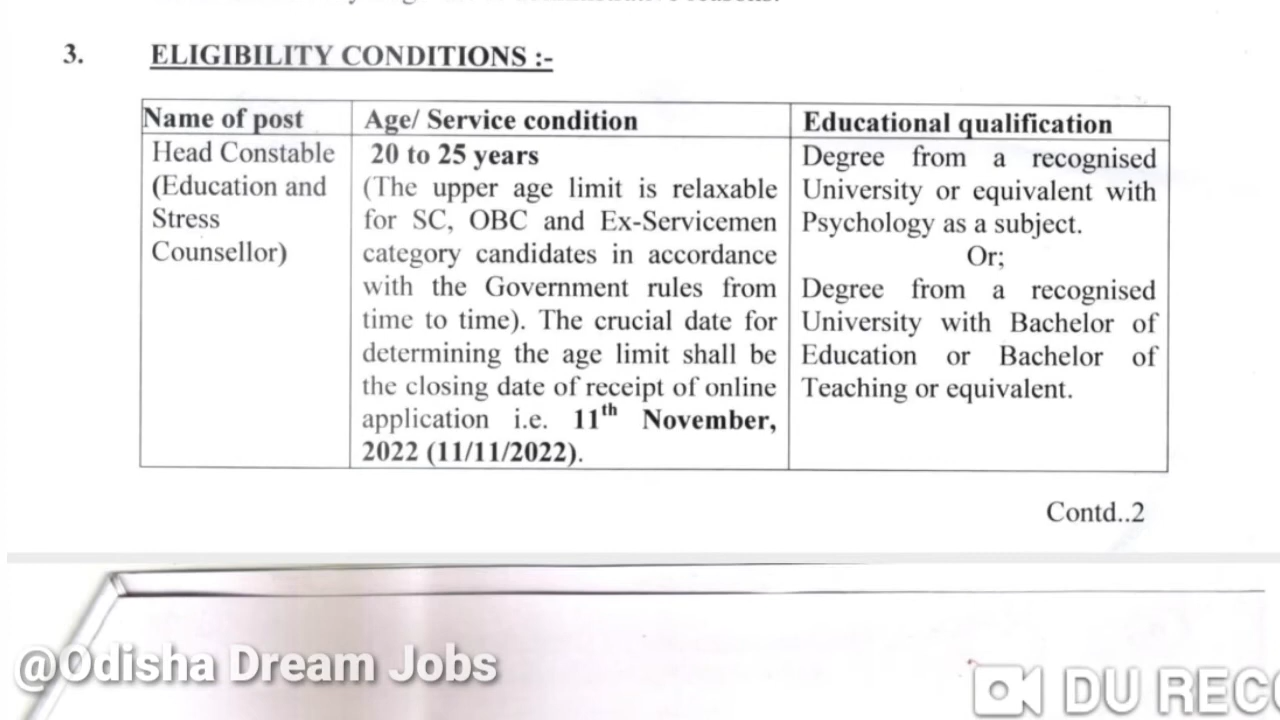 3. ELIGIBILITY CONDITIONS :-
Name of post
Age/ Service condition
Educational qualification
Head Constable
(Education and
Stress
Counsellor)
20 to 25 years
(The upper age limit is relaxable
for SC, OBC and Ex-Servicemen
category candidates in accordance
with the Government rules from
time to time). The crucial date for
determining the age limit shall be
the closing date of receipt of online
application i.e. 11th November,
2022 (11/11/2022).
Degree from a recognised
University or equivalent with
Psychology as a subject.
Or;
Degree from a recognised
University with Bachelor of
Education or Bachelor of
Teaching or equivalent.
Contd..2
@Odisha Dream Jobs
DU REC